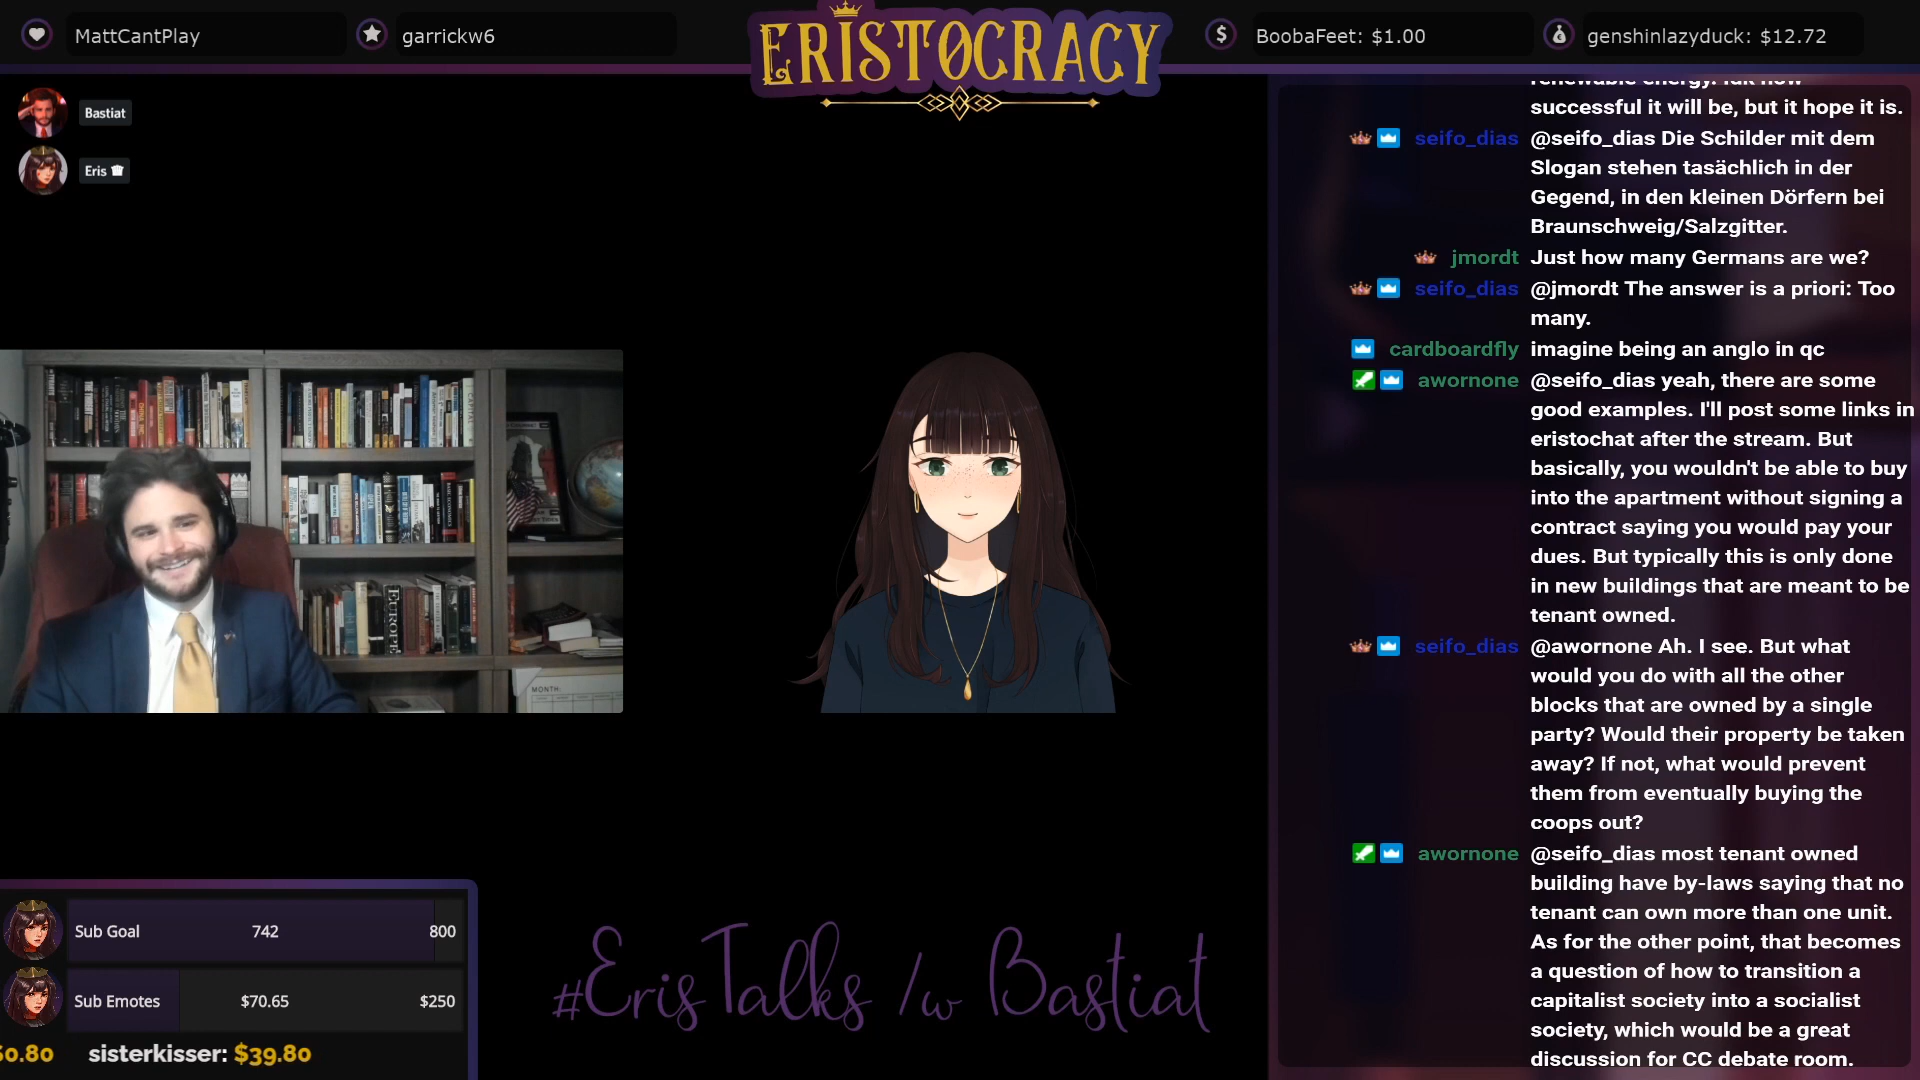 MattCantPlay
garrickw6
ERISTOCRACY
BoobaFeet: $1.00
genshinlazyduck: $12.72
Bastiat
Eris
successful it will be, but it hope it is.
seifo_dias @seifo_dias Die Schilder mit dem
Slogan stehen tasächlich in der
Gegend, in den kleinen Dörfern bei
Braunschweig/Salzgitter.
jmordt Just how many Germans are we?
seifo_dias @jmordt The answer is a priori: Too
many.
cardboardfly imagine being an anglo in qc
awornone @seifo_dias yeah, there are some
good examples. I'll post some links in
eristochat after the stream. But
basically, you wouldn't be able to buy
into the apartment without signing a
contract saying you would pay your
dues. But typically this is only done
in new buildings that are meant to be
tenant owned.
seifo_dias @awornone Ah. I see. But what
would you do with all the other
blocks that are owned by a single
party? Would their property be taken
away? If not, what would prevent
them from eventually buying the
coops out?
awornone @seifo_dias most tenant owned
building have by-laws saying that no
tenant can own more than one unit.
As for the other point, that becomes
a question of how to transition a
capitalist society into a socialist
society, which would be a great
discussion for CC debate room.
EUROPE
MONTH:
Sub Goal 742 800
Sub Emotes $70.65 $250
0.80 sisterkisser: $39.80
#ErisTalks /w Bastiat